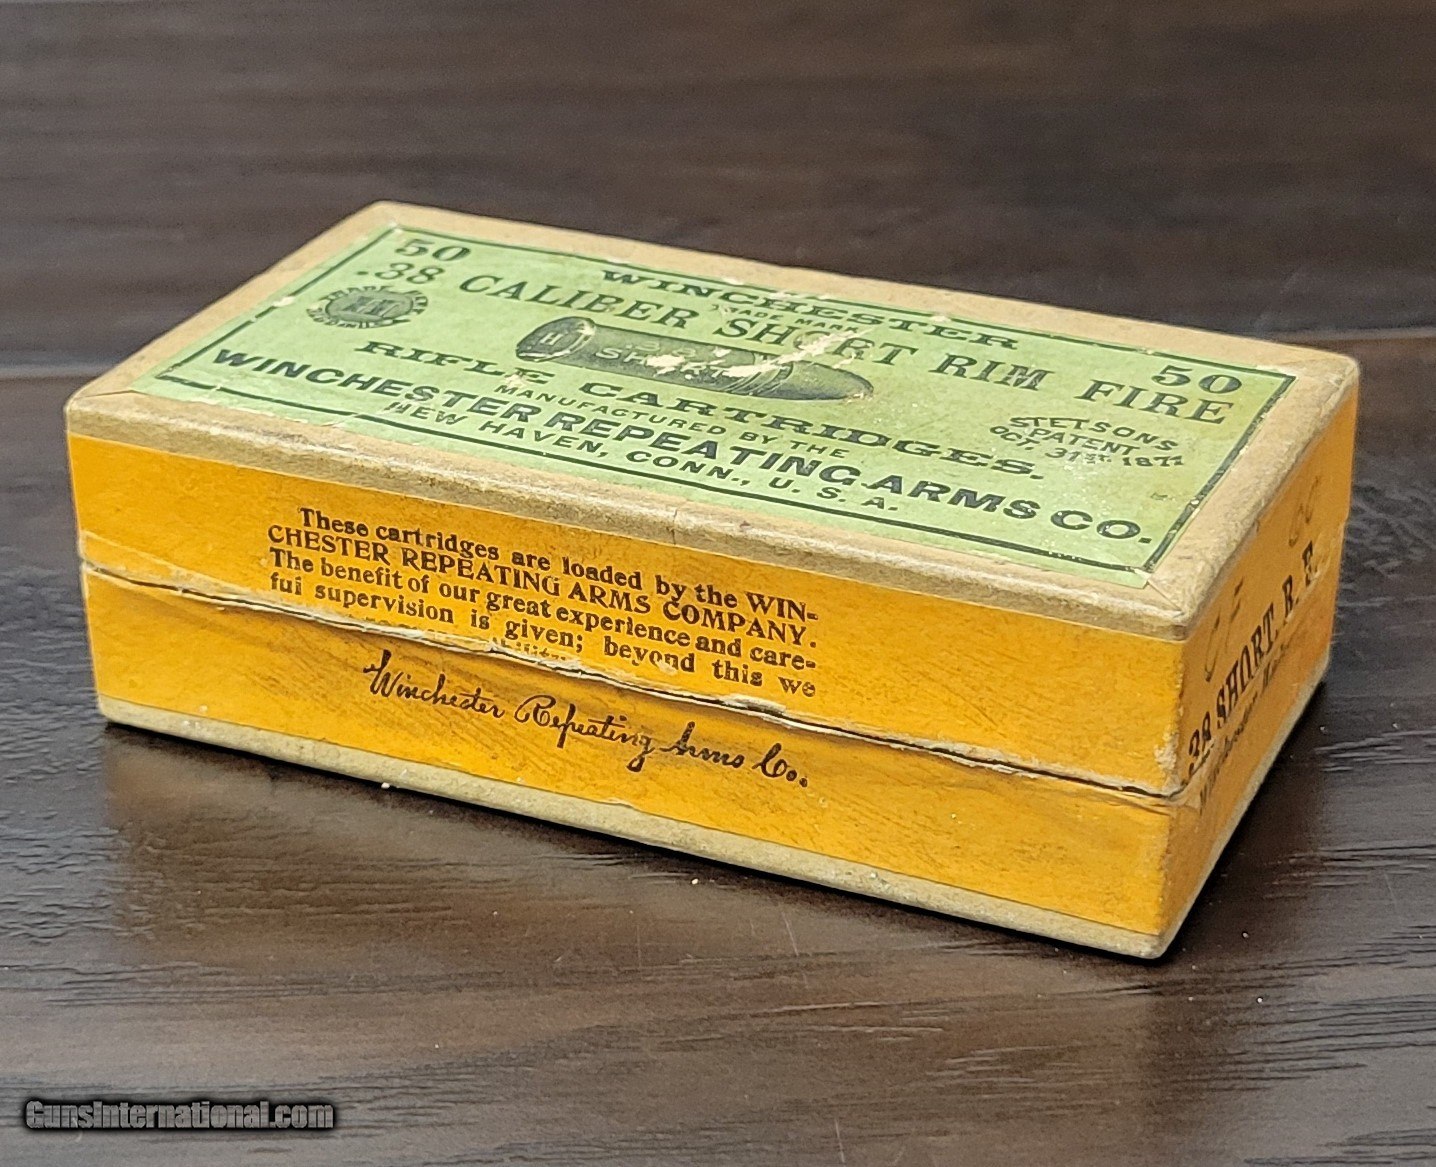 50 WINCHESTER 50
TRADE MARK
.38 CALIBER SHORT RIM FIRE
H
SHORT
RIFLE CARTRIDGES.
STETSONS
PATENT
OCT. 31ST 1871
MANUFACTURED BY THE
WINCHESTER REPEATING ARMS CO.
NEW HAVEN, CONN., U. S. A.
These cartridges are loaded by the WIN-
CHESTER REPEATING ARMS COMPANY.
The benefit of our great experience and care-
ful supervision is given; beyond this we
Winchester Repeating Arms Co.
.38 SHORT. R. F.
GunsInternational.com